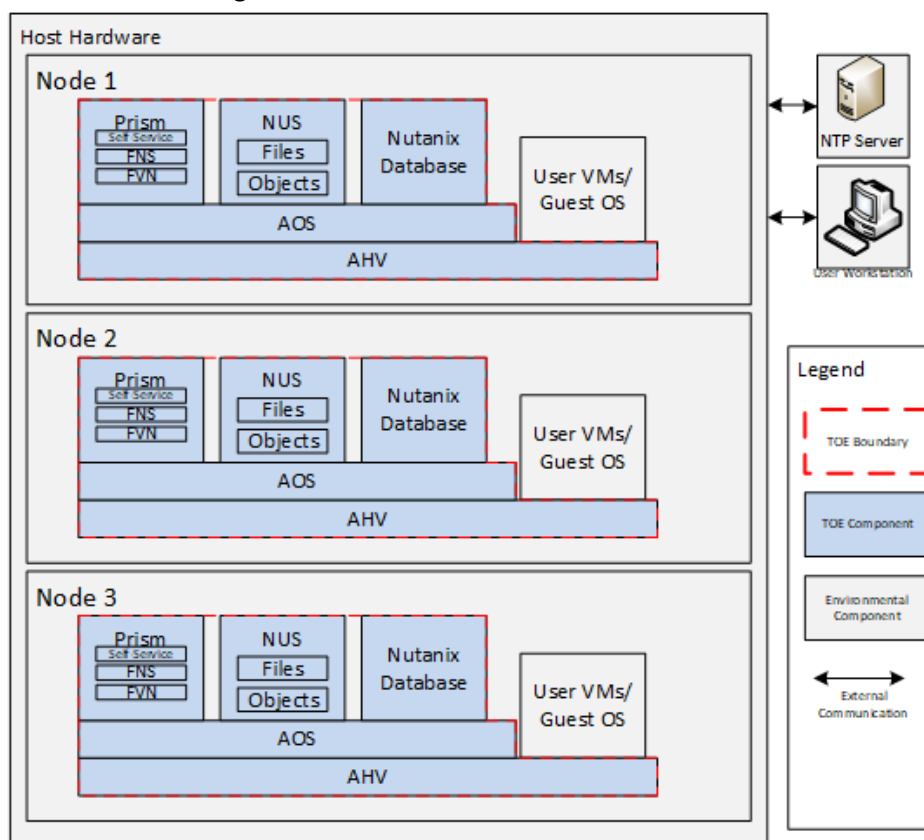 Host Hardware
Node 1
Prism
Self Service
FNS
FVN
NUS
Files
Objects
Nutanix
Database
User VMs/
Guest OS
AOS
AHV
NTP Server
User Workstation
Node 2
Prism
Self Service
FNS
FVN
NUS
Files
Objects
Nutanix
Database
User VMs/
Guest OS
AOS
AHV
Node 3
Prism
Self Service
FNS
FVN
NUS
Files
Objects
Nutanix
Database
User VMs/
Guest OS
AOS
AHV
Legend
TOE Boundary
TOE Component
Environmental
Component
External
Communication